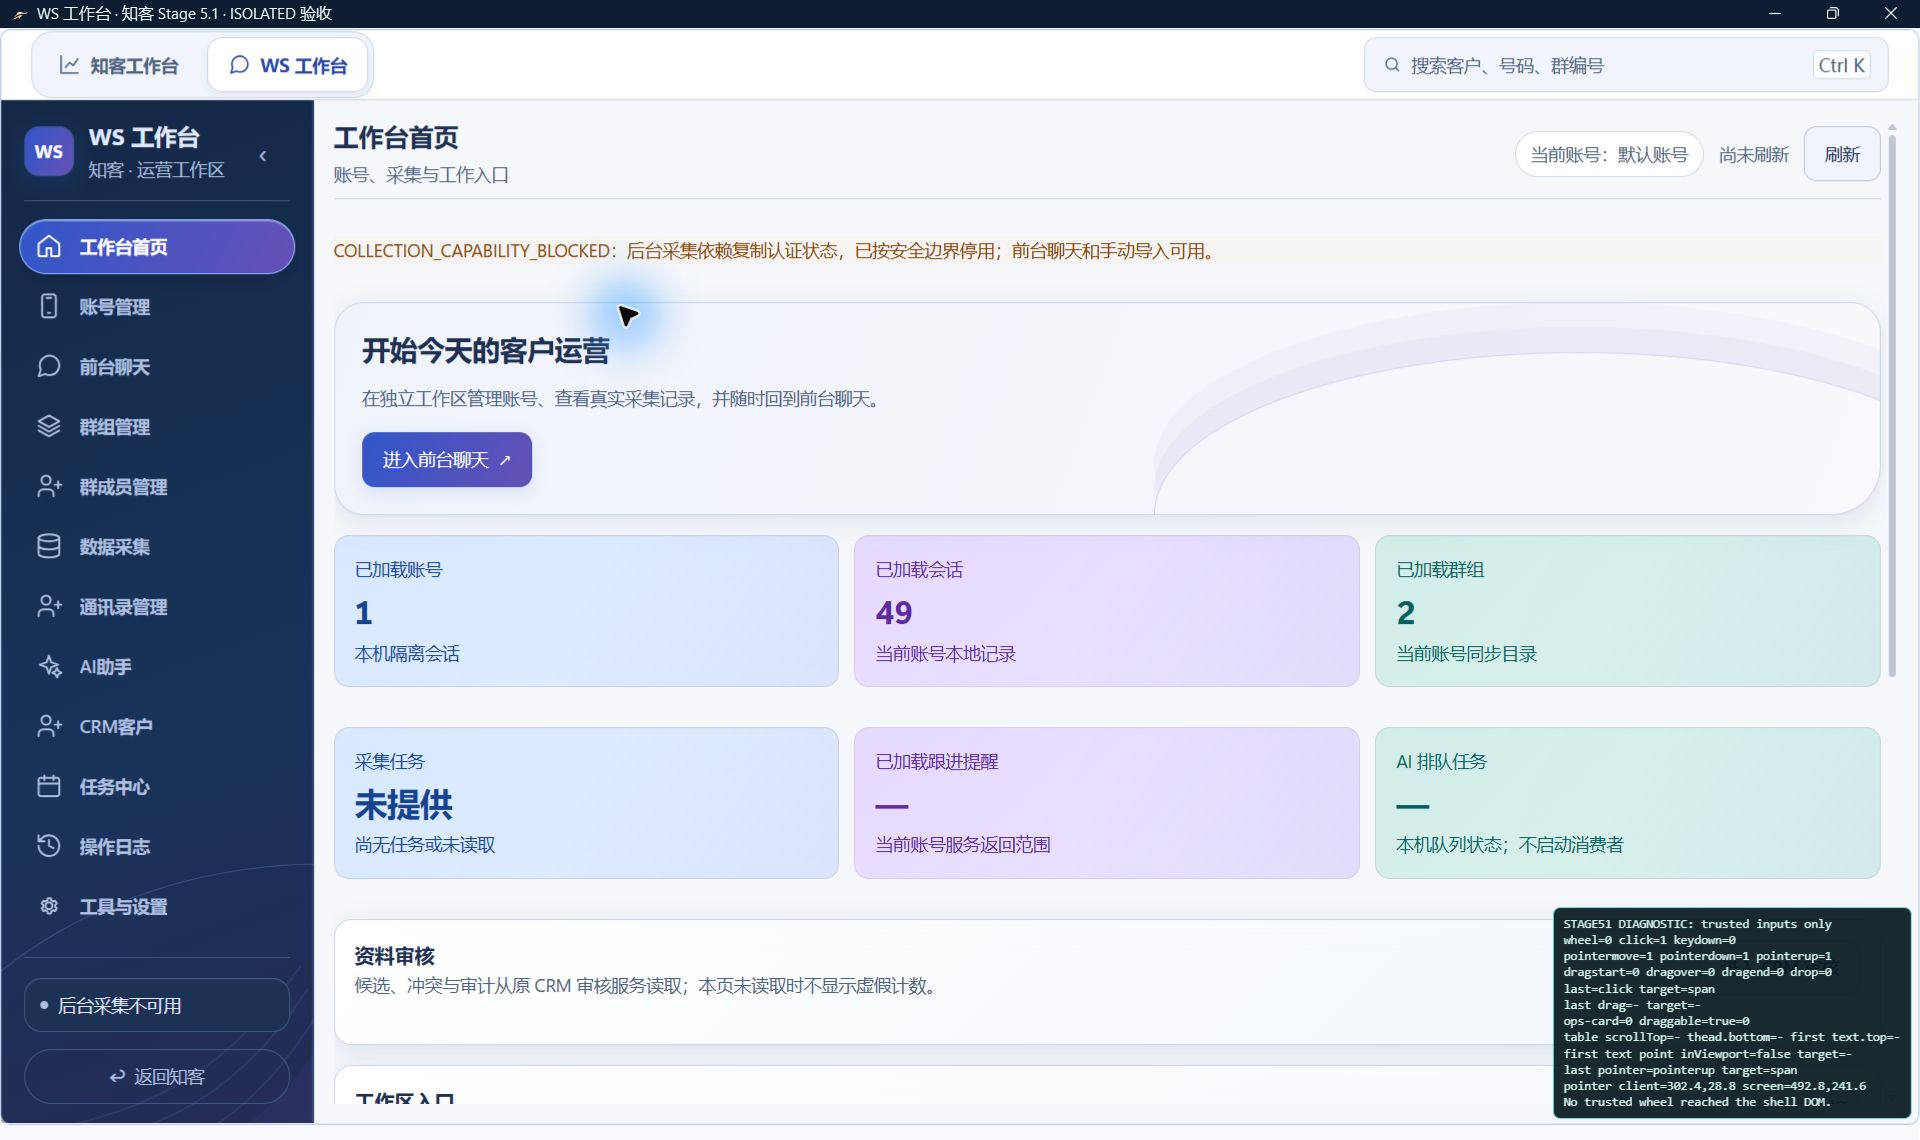 WS 工作台 · 知客 Stage 5.1 · ISOLATED 验收
知客工作台
WS 工作台
搜索客户、号码、群编号
Ctrl K
WS
WS 工作台
知客 · 运营工作区
工作台首页
账号管理
前台聊天
群组管理
群成员管理
数据采集
通讯录管理
AI助手
CRM客户
任务中心
操作日志
工具与设置
后台采集不可用
返回知客
工作台首页
账号、采集与工作入口
当前账号：默认账号
尚未刷新
刷新
COLLECTION_CAPABILITY_BLOCKED：后台采集依赖复制认证状态，已按安全边界停用；前台聊天和手动导入可用。
开始今天的客户运营
在独立工作区管理账号、查看真实采集记录，并随时回到前台聊天。
进入前台聊天 ↗
已加载账号
1
本机隔离会话
已加载会话
49
当前账号本地记录
已加载群组
2
当前账号同步目录
采集任务
未提供
尚无任务或未读取
已加载跟进提醒
—
当前账号服务返回范围
AI 排队任务
—
本机队列状态；不启动消费者
资料审核
候选、冲突与审计从原 CRM 审核服务读取；本页未读取时不显示虚假计数。
工作区入口
STAGE51 DIAGNOSTIC: trusted inputs only
wheel=0 click=1 keydown=0
pointermove=1 pointerdown=1 pointerup=1
dragstart=0 dragover=0 dragend=0 drop=0
last=click target=span
last drag=- target=-
ops-card=0 draggable=true=0
table scrollTop=- thead.bottom=- first text.top=-
first text point inViewport=false target=-
last pointer=pointerup target=span
pointer client=302.4,28.8 screen=492.8,241.6
No trusted wheel reached the shell DOM.